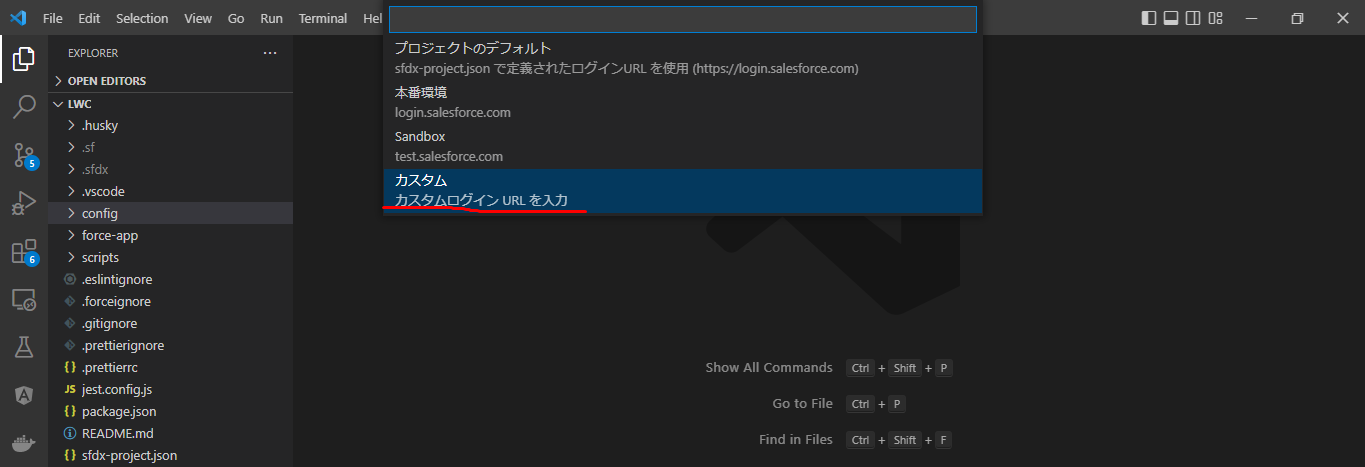 File Edit Selection View Go Run Terminal Hel
プロジェクトのデフォルト
sfdx-project.json で定義されたログインURL を使用 (https://login.salesforce.com)
本番環境
login.salesforce.com
Sandbox
test.salesforce.com
カスタム
カスタムログイン URL を入力
EXPLORER
OPEN EDITORS
LWC
.husky
.sf
.sfdx
.vscode
config
force-app
scripts
.eslintignore
.forceignore
.gitignore
.prettierignore
{} .prettierrc
JS jest.config.js
{} package.json
README.md
{} sfdx-project.json
5
6
Show All Commands Ctrl + Shift + P
Go to File Ctrl + P
Find in Files Ctrl + Shift + F